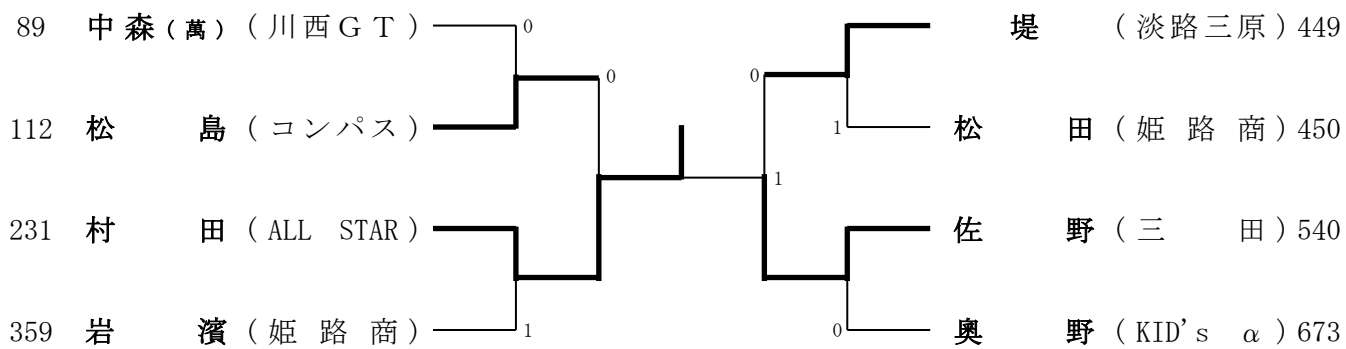 89 中森(萬) (川西GT) 0 堤 (淡路三原) 449
0 0
112 松島 (コンパス) 1 松田 (姫路商) 450
1
231 村田 (ALL STAR) 佐野 (三田) 540
359 岩濱 (姫路商) 1 0 奥野 (KID's α) 673